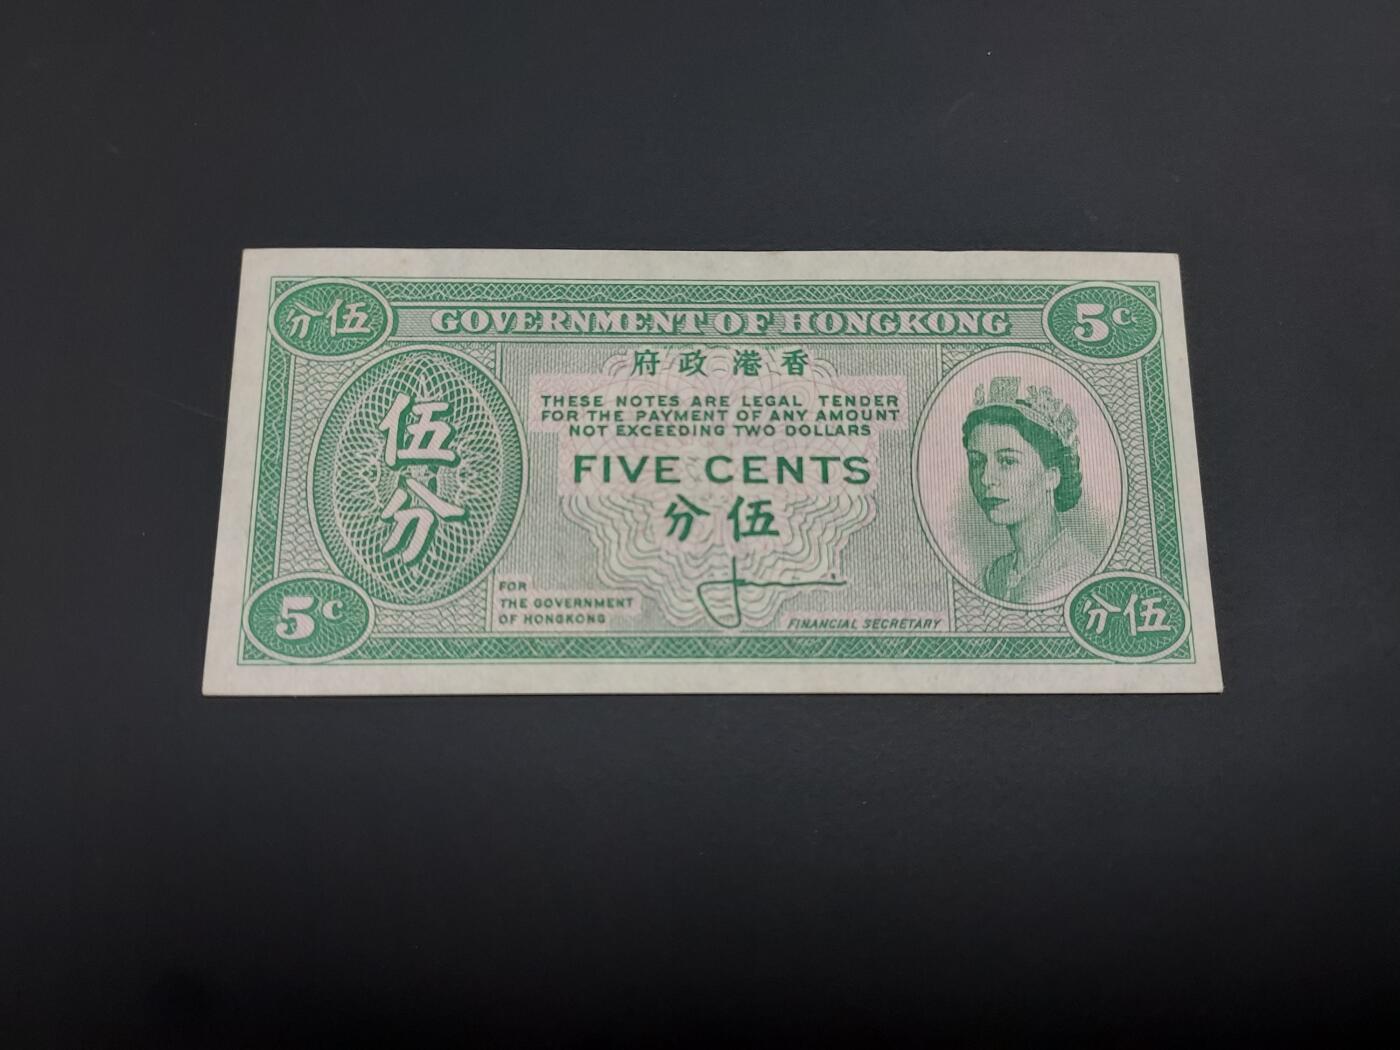 分伍
GOVERNMENT OF HONGKONG
5c
府政港香
THESE NOTES ARE LEGAL TENDER
FOR THE PAYMENT OF ANY AMOUNT
NOT EXCEEDING TWO DOLLARS
伍分
FIVE CENTS
分伍
FOR
THE GOVERNMENT
OF HONGKONG
FINANCIAL SECRETARY
5c
分伍